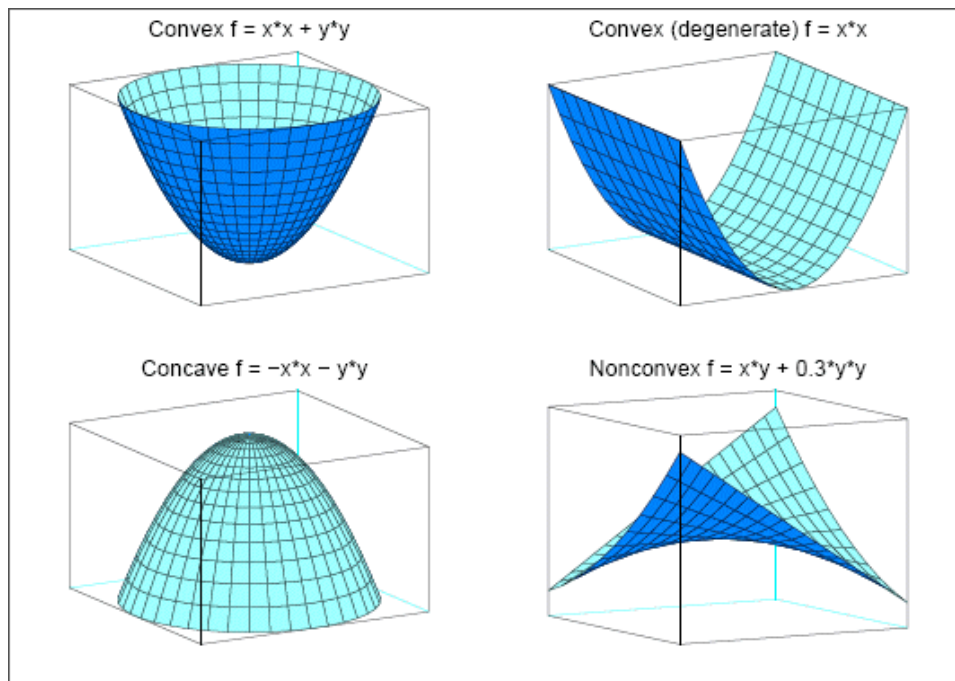 Convex f = x*x + y*y
Convex (degenerate) f = x*x
Concave f = −x*x − y*y
Nonconvex f = x*y + 0.3*y*y